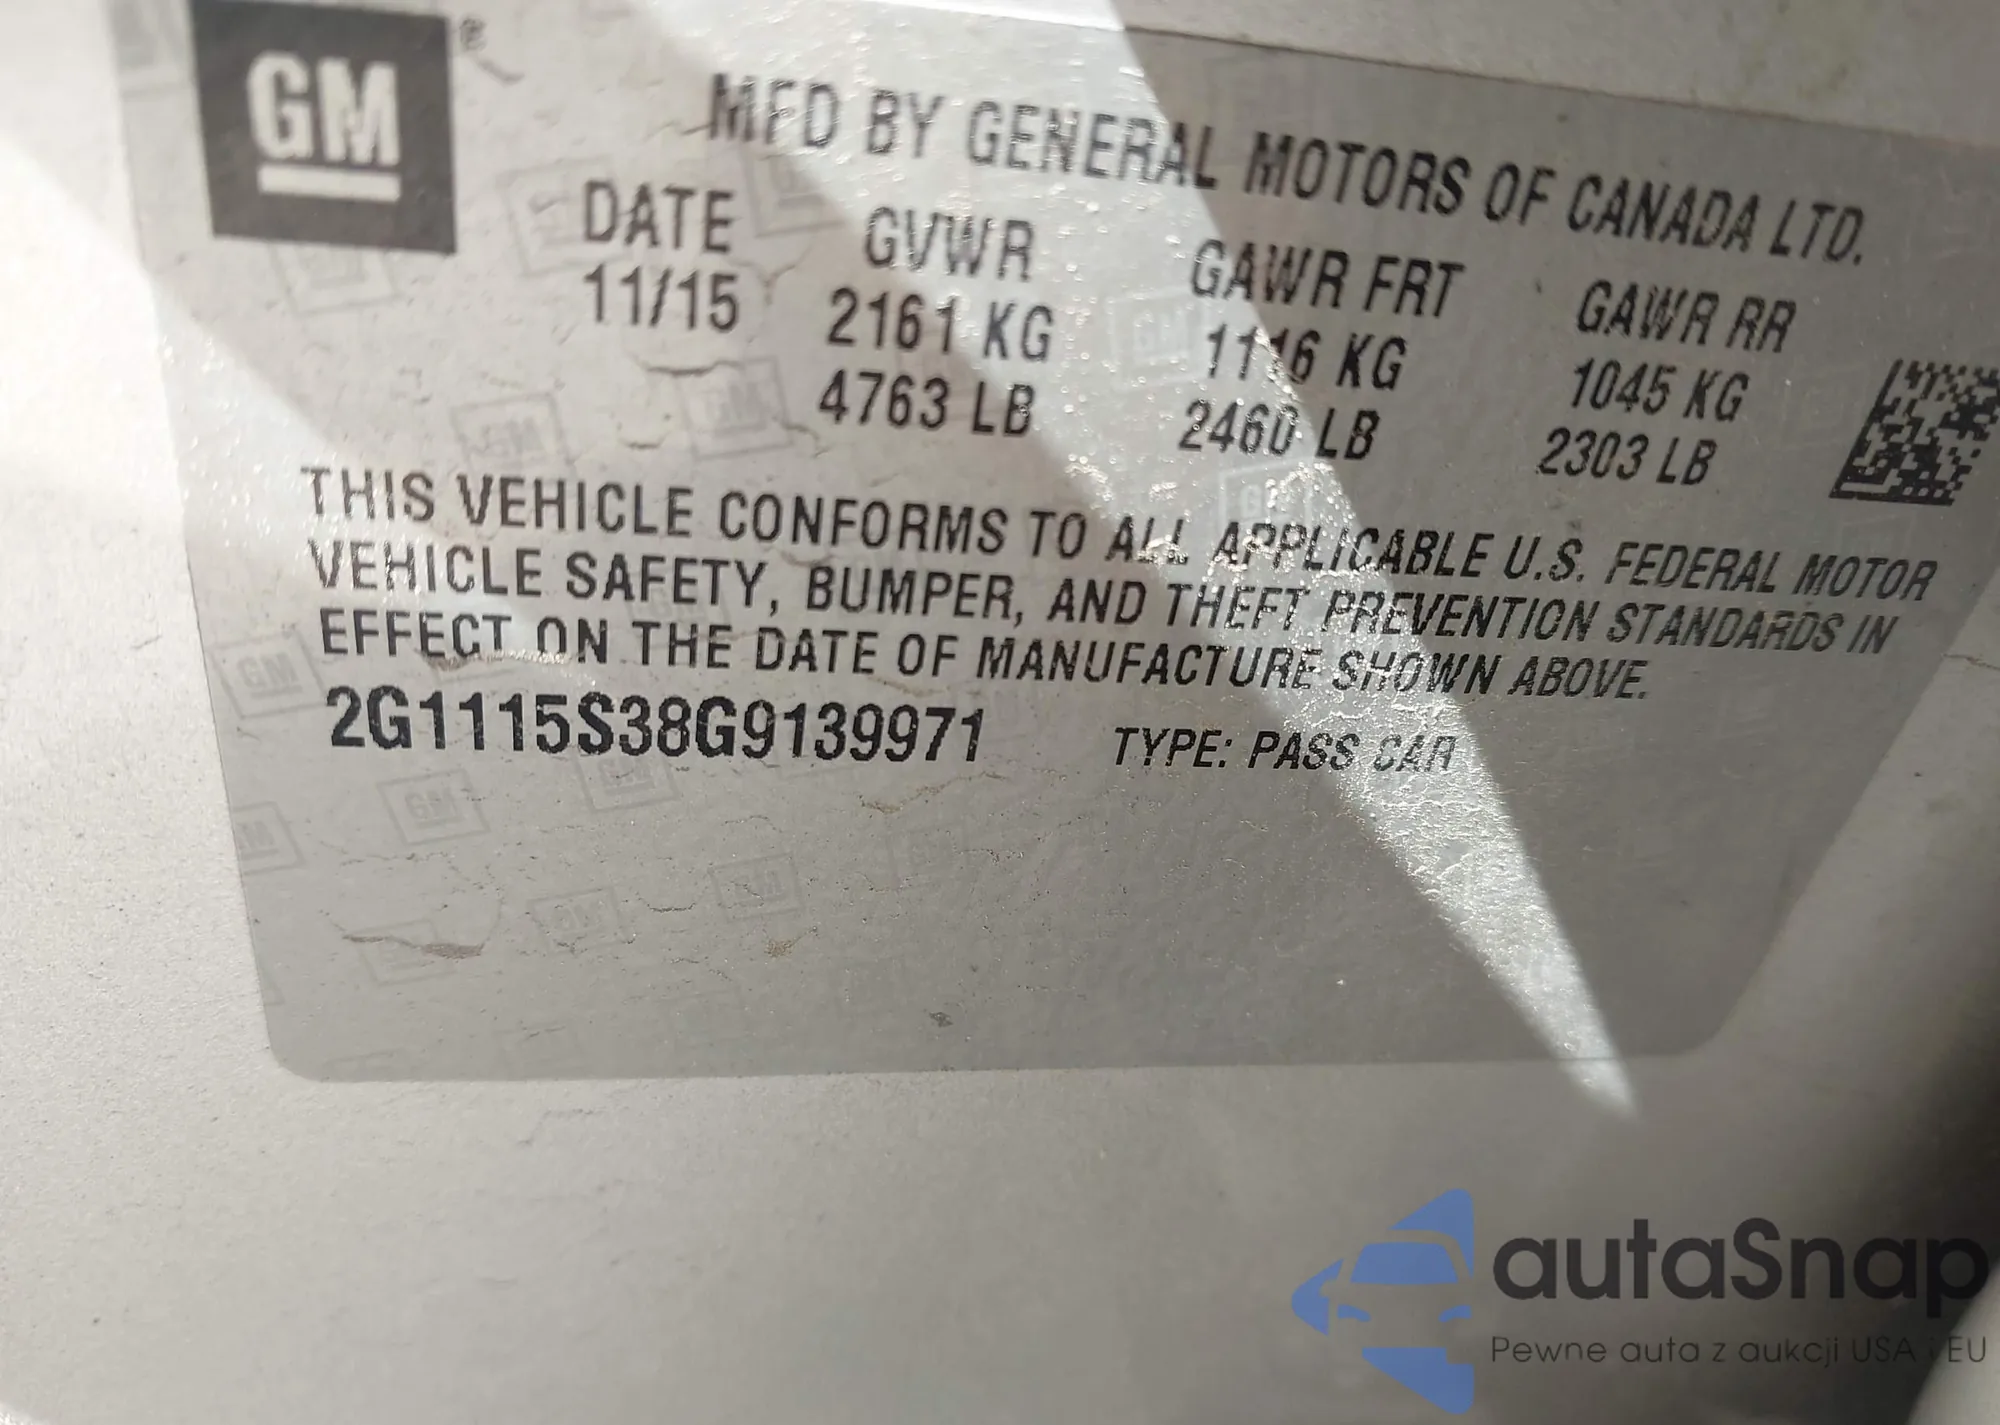 GM
®
MFD BY GENERAL MOTORS OF CANADA LTD.
DATE GVWR GAWR FRT GAWR RR
11/15 2161 KG 1116 KG 1045 KG
4763 LB 2460 LB 2303 LB
THIS VEHICLE CONFORMS TO ALL APPLICABLE U.S. FEDERAL MOTOR
VEHICLE SAFETY, BUMPER, AND THEFT PREVENTION STANDARDS IN
EFFECT ON THE DATE OF MANUFACTURE SHOWN ABOVE.
2G1115S38G9139971 TYPE: PASS CAR
autaSnap
Pewne auta z aukcji USA i EU